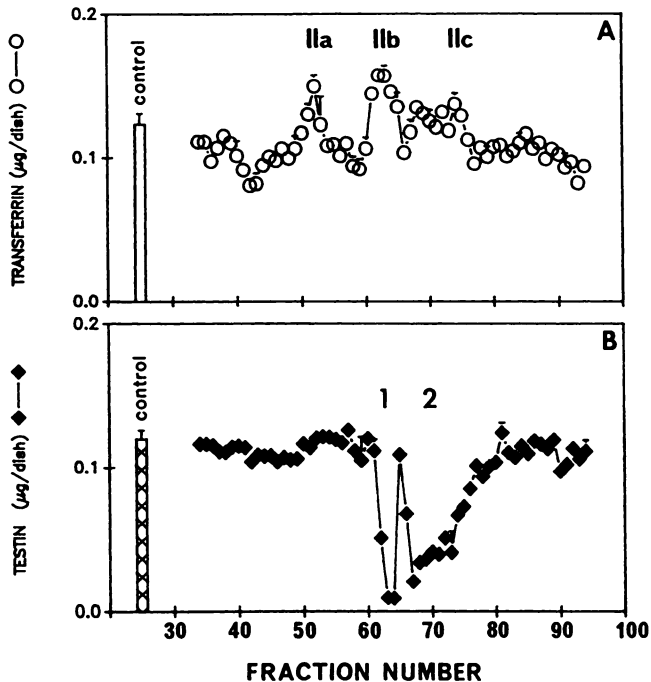 0.2
IIa IIb IIc A
control
TRANSFERRIN (μg/dish)
0.1
0.0
0.2
B
control
1 2
TESTIN (μg/dish)
0.1
0.0
30 40 50 60 70 80 90 100
FRACTION NUMBER